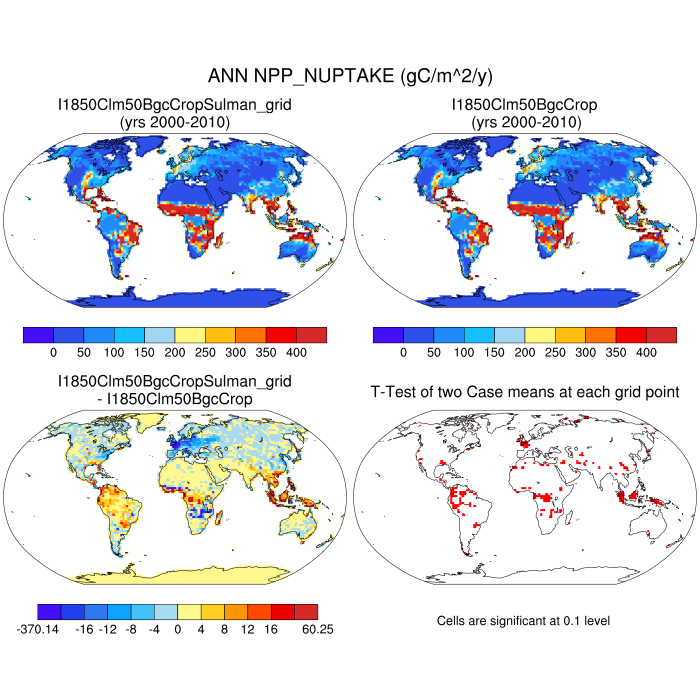 ANN NPP_NUPTAKE (gC/m^2/y)
I1850Clm50BgcCropSulman_grid
(yrs 2000-2010)
I1850Clm50BgcCrop
(yrs 2000-2010)
0 50 100 150 200 250 300 350 400
0 50 100 150 200 250 300 350 400
I1850Clm50BgcCropSulman_grid
- I1850Clm50BgcCrop
T-Test of two Case means at each grid point
-370.14 -16 -12 -8 -4 0 4 8 12 16 60.25
Cells are significant at 0.1 level